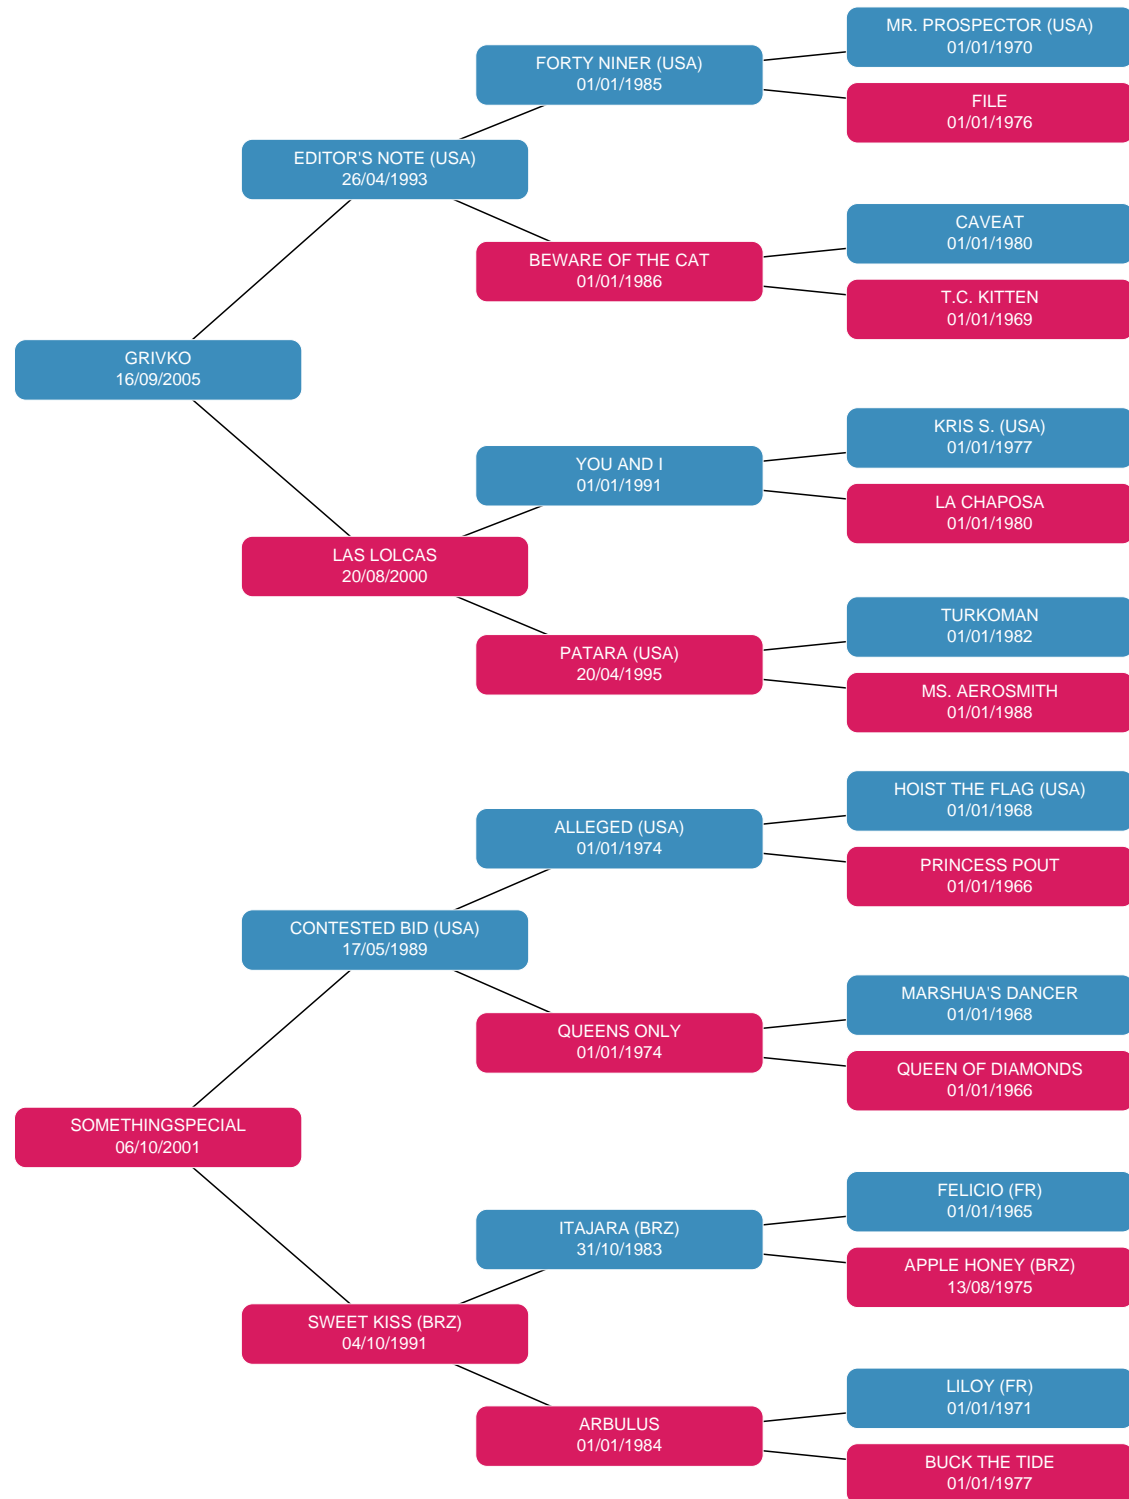 MR. PROSPECTOR (USA)
01/01/1970
FORTY NINER (USA)
01/01/1985
FILE
01/01/1976
EDITOR'S NOTE (USA)
26/04/1993
CAVEAT
01/01/1980
BEWARE OF THE CAT
01/01/1986
T.C. KITTEN
01/01/1969
GRIVKO
16/09/2005
KRIS S. (USA)
01/01/1977
YOU AND I
01/01/1991
LA CHAPOSA
01/01/1980
LAS LOLCAS
20/08/2000
TURKOMAN
01/01/1982
PATARA (USA)
20/04/1995
MS. AEROSMITH
01/01/1988
HOIST THE FLAG (USA)
01/01/1968
ALLEGED (USA)
01/01/1974
PRINCESS POUT
01/01/1966
CONTESTED BID (USA)
17/05/1989
MARSHUA'S DANCER
01/01/1968
QUEENS ONLY
01/01/1974
QUEEN OF DIAMONDS
01/01/1966
SOMETHINGSPECIAL
06/10/2001
FELICIO (FR)
01/01/1965
ITAJARA (BRZ)
31/10/1983
APPLE HONEY (BRZ)
13/08/1975
SWEET KISS (BRZ)
04/10/1991
LILOY (FR)
01/01/1971
ARBULUS
01/01/1984
BUCK THE TIDE
01/01/1977